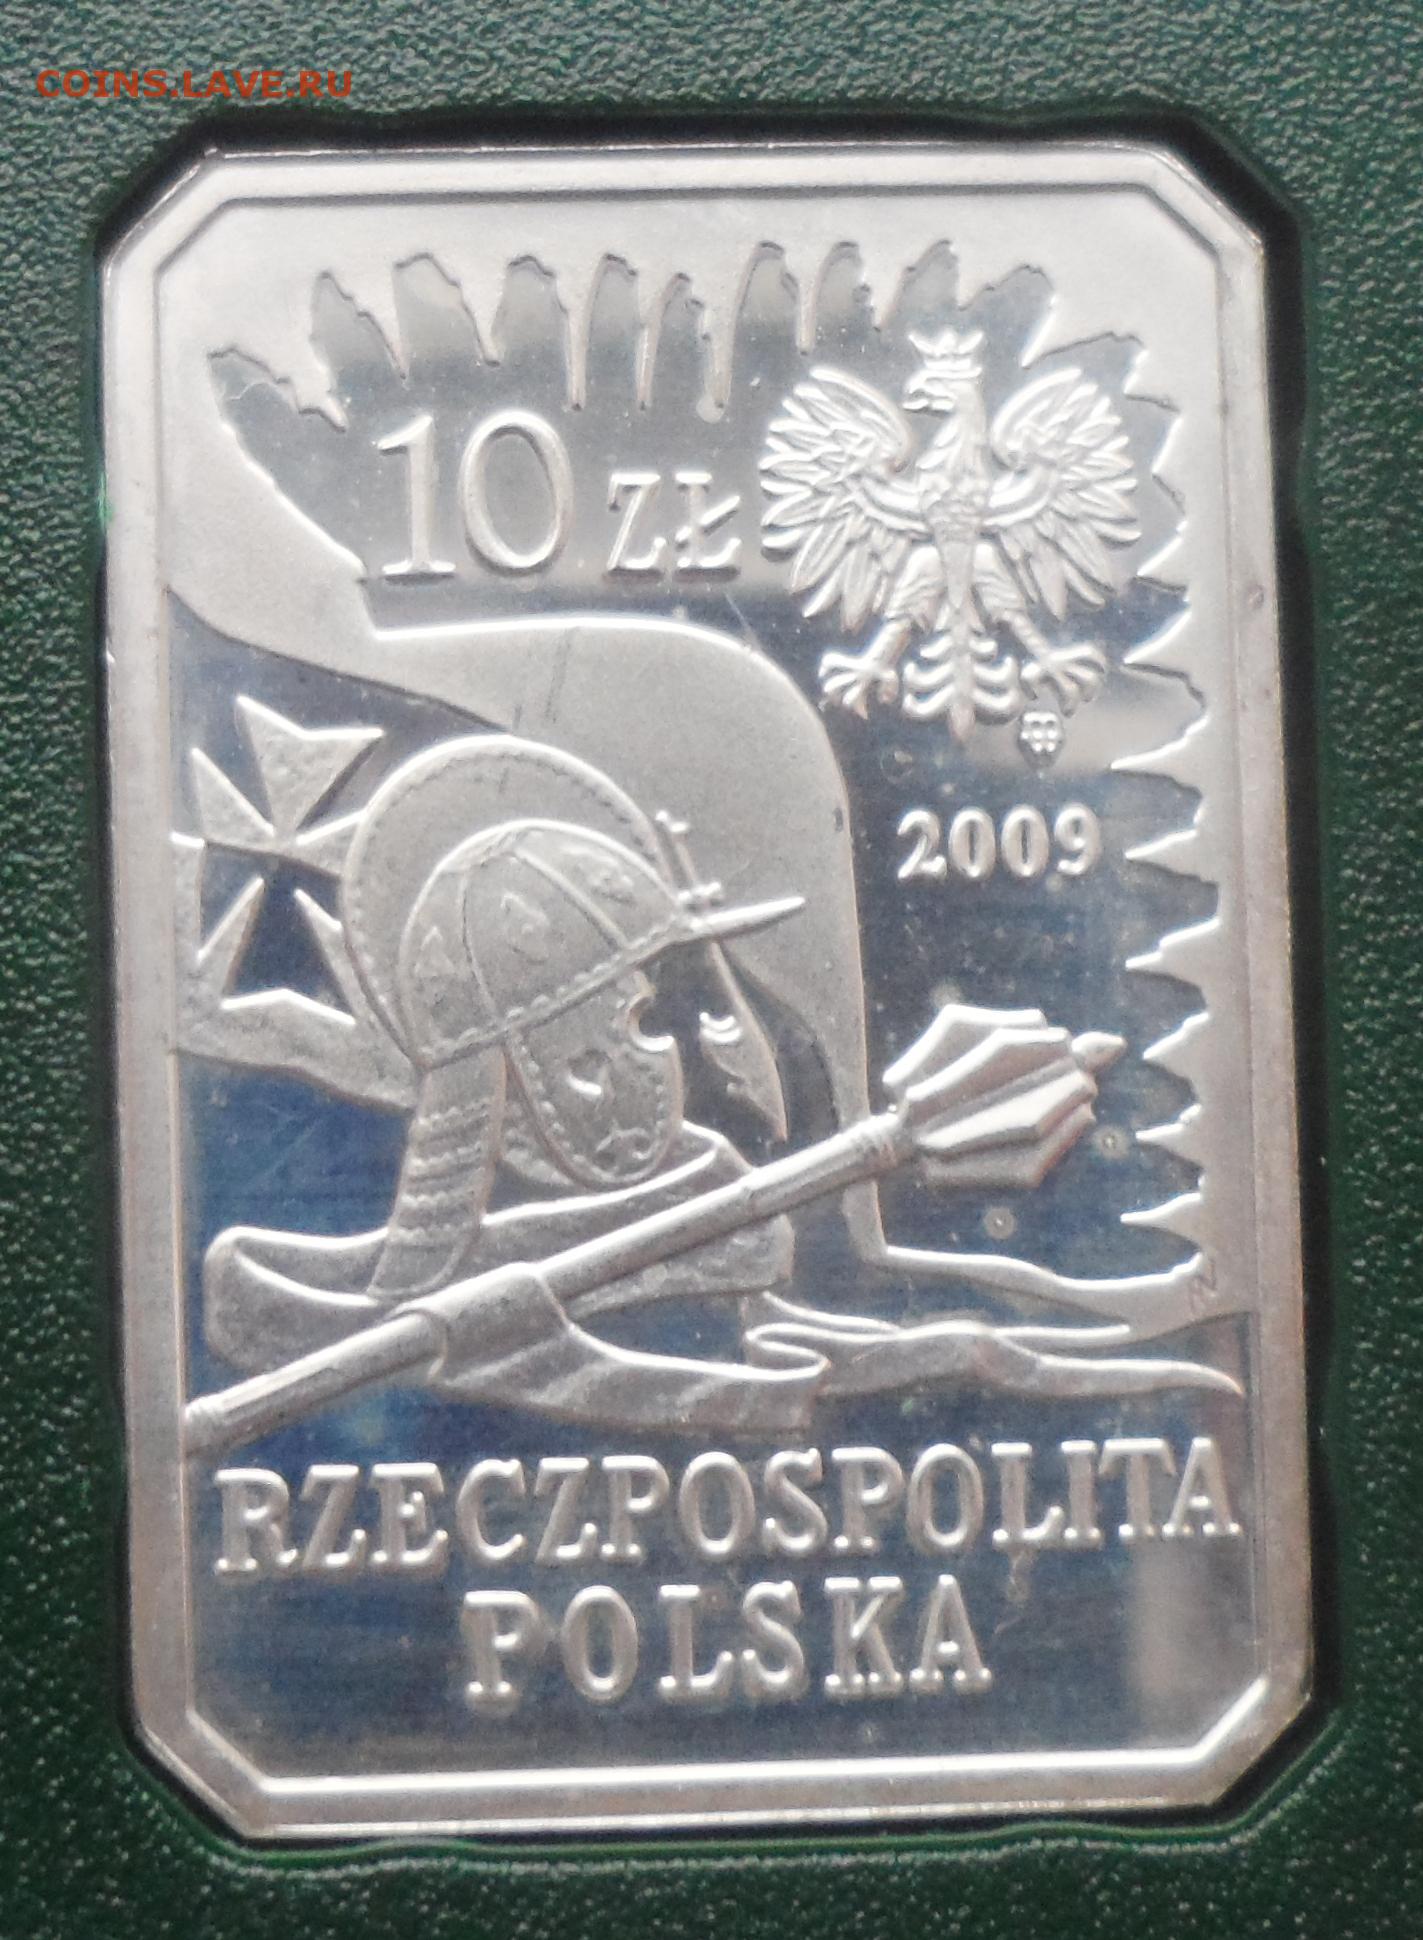 COINS.LAVE.RU
10 ZŁ
2009
RZECZPOSPOLITA
POLSKA